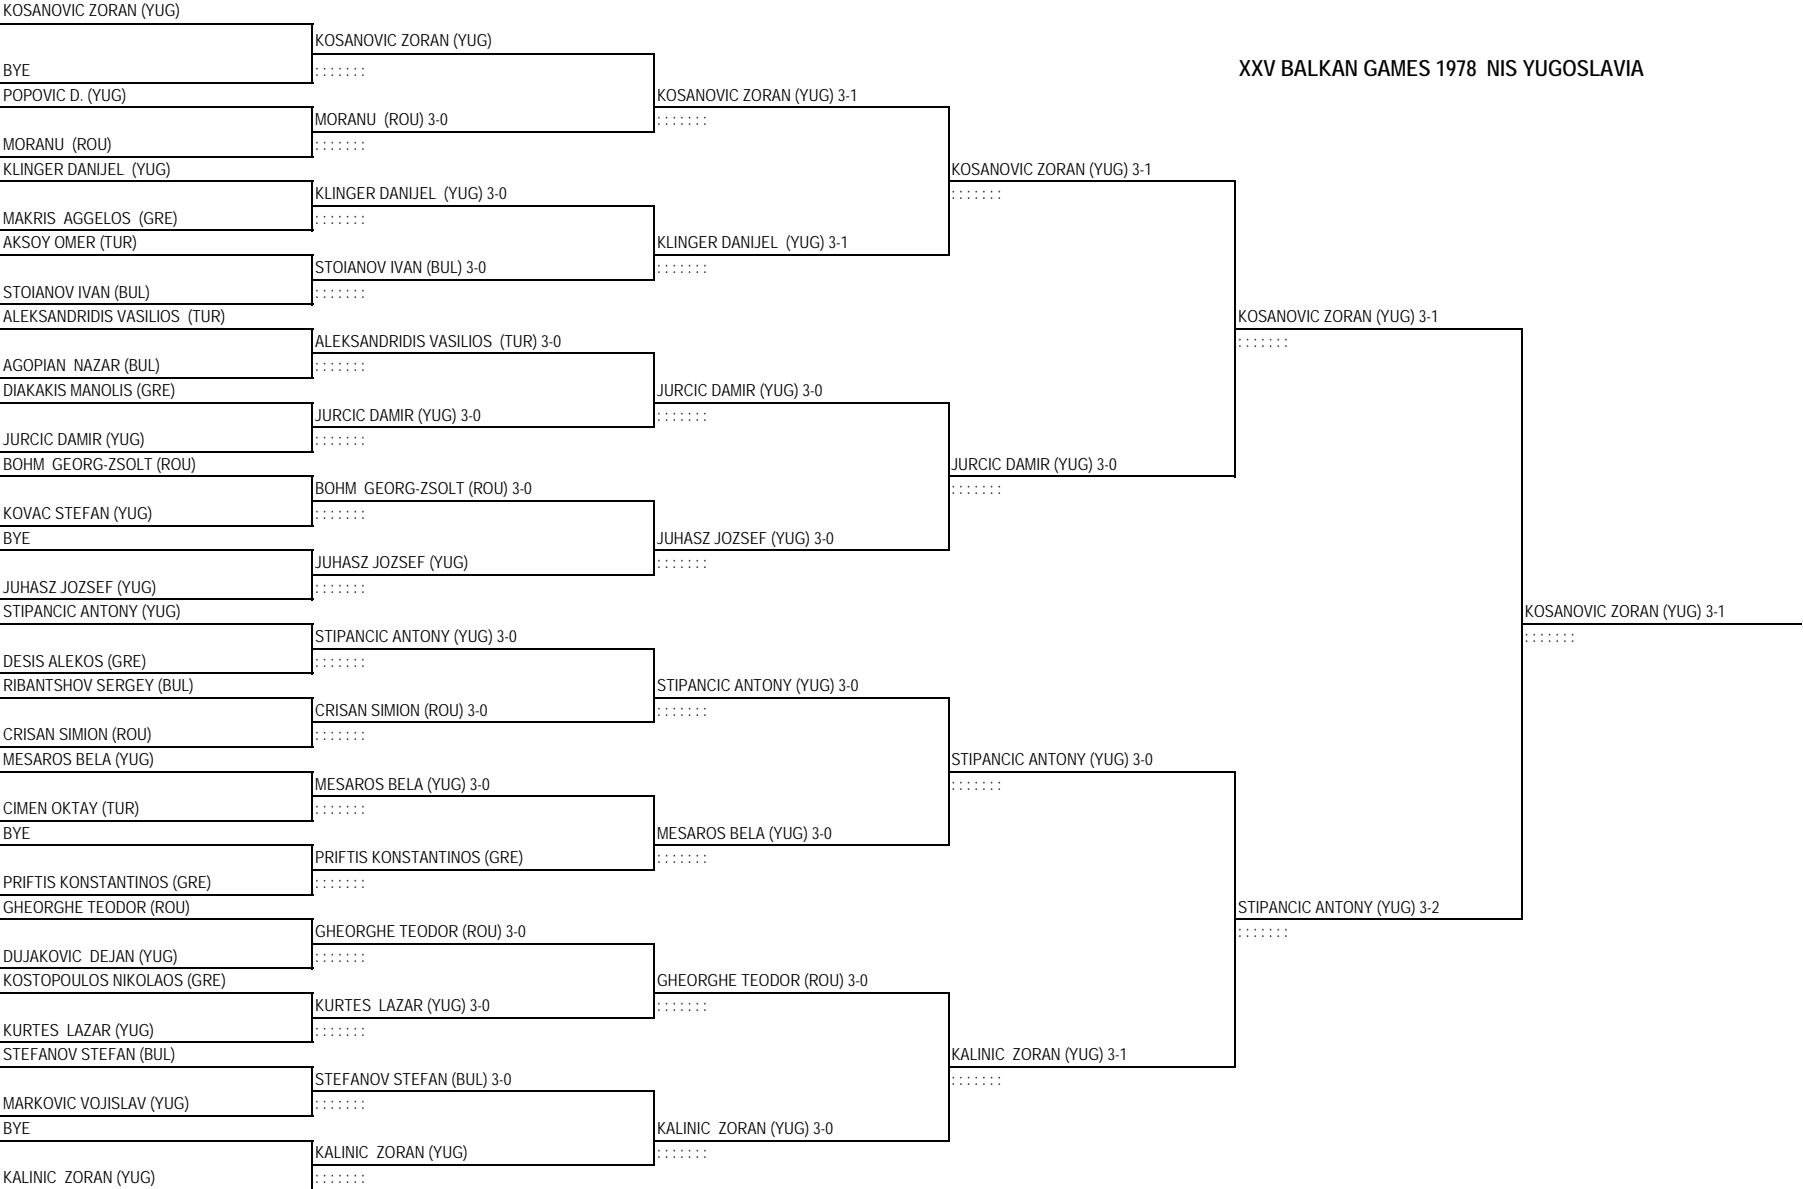 KOSANOVIC ZORAN (YUG)
KOSANOVIC ZORAN (YUG)
XXV BALKAN GAMES 1978 NIS YUGOSLAVIA
BYE
: : : : : : :
POPOVIC D. (YUG)
KOSANOVIC ZORAN (YUG) 3-1
MORANU (ROU) 3-0
: : : : : : :
MORANU (ROU)
: : : : : : :
KLINGER DANIJEL (YUG)
KOSANOVIC ZORAN (YUG) 3-1
KLINGER DANIJEL (YUG) 3-0
: : : : : : :
MAKRIS AGGELOS (GRE)
: : : : : : :
AKSOY OMER (TUR)
KLINGER DANIJEL (YUG) 3-1
STOIANOV IVAN (BUL) 3-0
: : : : : : :
STOIANOV IVAN (BUL)
: : : : : : :
ALEKSANDRIDIS VASILIOS (TUR)
KOSANOVIC ZORAN (YUG) 3-1
ALEKSANDRIDIS VASILIOS (TUR) 3-0
: : : : : : :
AGOPIAN NAZAR (BUL)
: : : : : : :
DIAKAKIS MANOLIS (GRE)
JURCIC DAMIR (YUG) 3-0
JURCIC DAMIR (YUG) 3-0
: : : : : : :
JURCIC DAMIR (YUG)
: : : : : : :
BOHM GEORG-ZSOLT (ROU)
JURCIC DAMIR (YUG) 3-0
BOHM GEORG-ZSOLT (ROU) 3-0
: : : : : : :
KOVAC STEFAN (YUG)
: : : : : : :
BYE
JUHASZ JOZSEF (YUG) 3-0
JUHASZ JOZSEF (YUG)
: : : : : : :
JUHASZ JOZSEF (YUG)
: : : : : : :
STIPANCIC ANTONY (YUG)
KOSANOVIC ZORAN (YUG) 3-1
STIPANCIC ANTONY (YUG) 3-0
: : : : : : :
DESIS ALEKOS (GRE)
: : : : : : :
RIBANTSHOV SERGEY (BUL)
STIPANCIC ANTONY (YUG) 3-0
CRISAN SIMION (ROU) 3-0
: : : : : : :
CRISAN SIMION (ROU)
: : : : : : :
MESAROS BELA (YUG)
STIPANCIC ANTONY (YUG) 3-0
MESAROS BELA (YUG) 3-0
: : : : : : :
CIMEN OKTAY (TUR)
: : : : : : :
BYE
MESAROS BELA (YUG) 3-0
PRIFTIS KONSTANTINOS (GRE)
: : : : : : :
PRIFTIS KONSTANTINOS (GRE)
: : : : : : :
GHEORGHE TEODOR (ROU)
STIPANCIC ANTONY (YUG) 3-2
GHEORGHE TEODOR (ROU) 3-0
: : : : : : :
DUJAKOVIC DEJAN (YUG)
: : : : : : :
KOSTOPOULOS NIKOLAOS (GRE)
GHEORGHE TEODOR (ROU) 3-0
KURTES LAZAR (YUG) 3-0
: : : : : : :
KURTES LAZAR (YUG)
: : : : : : :
STEFANOV STEFAN (BUL)
KALINIC ZORAN (YUG) 3-1
STEFANOV STEFAN (BUL) 3-0
: : : : : : :
MARKOVIC VOJISLAV (YUG)
: : : : : : :
BYE
KALINIC ZORAN (YUG) 3-0
KALINIC ZORAN (YUG)
: : : : : : :
KALINIC ZORAN (YUG)
: : : : : : :